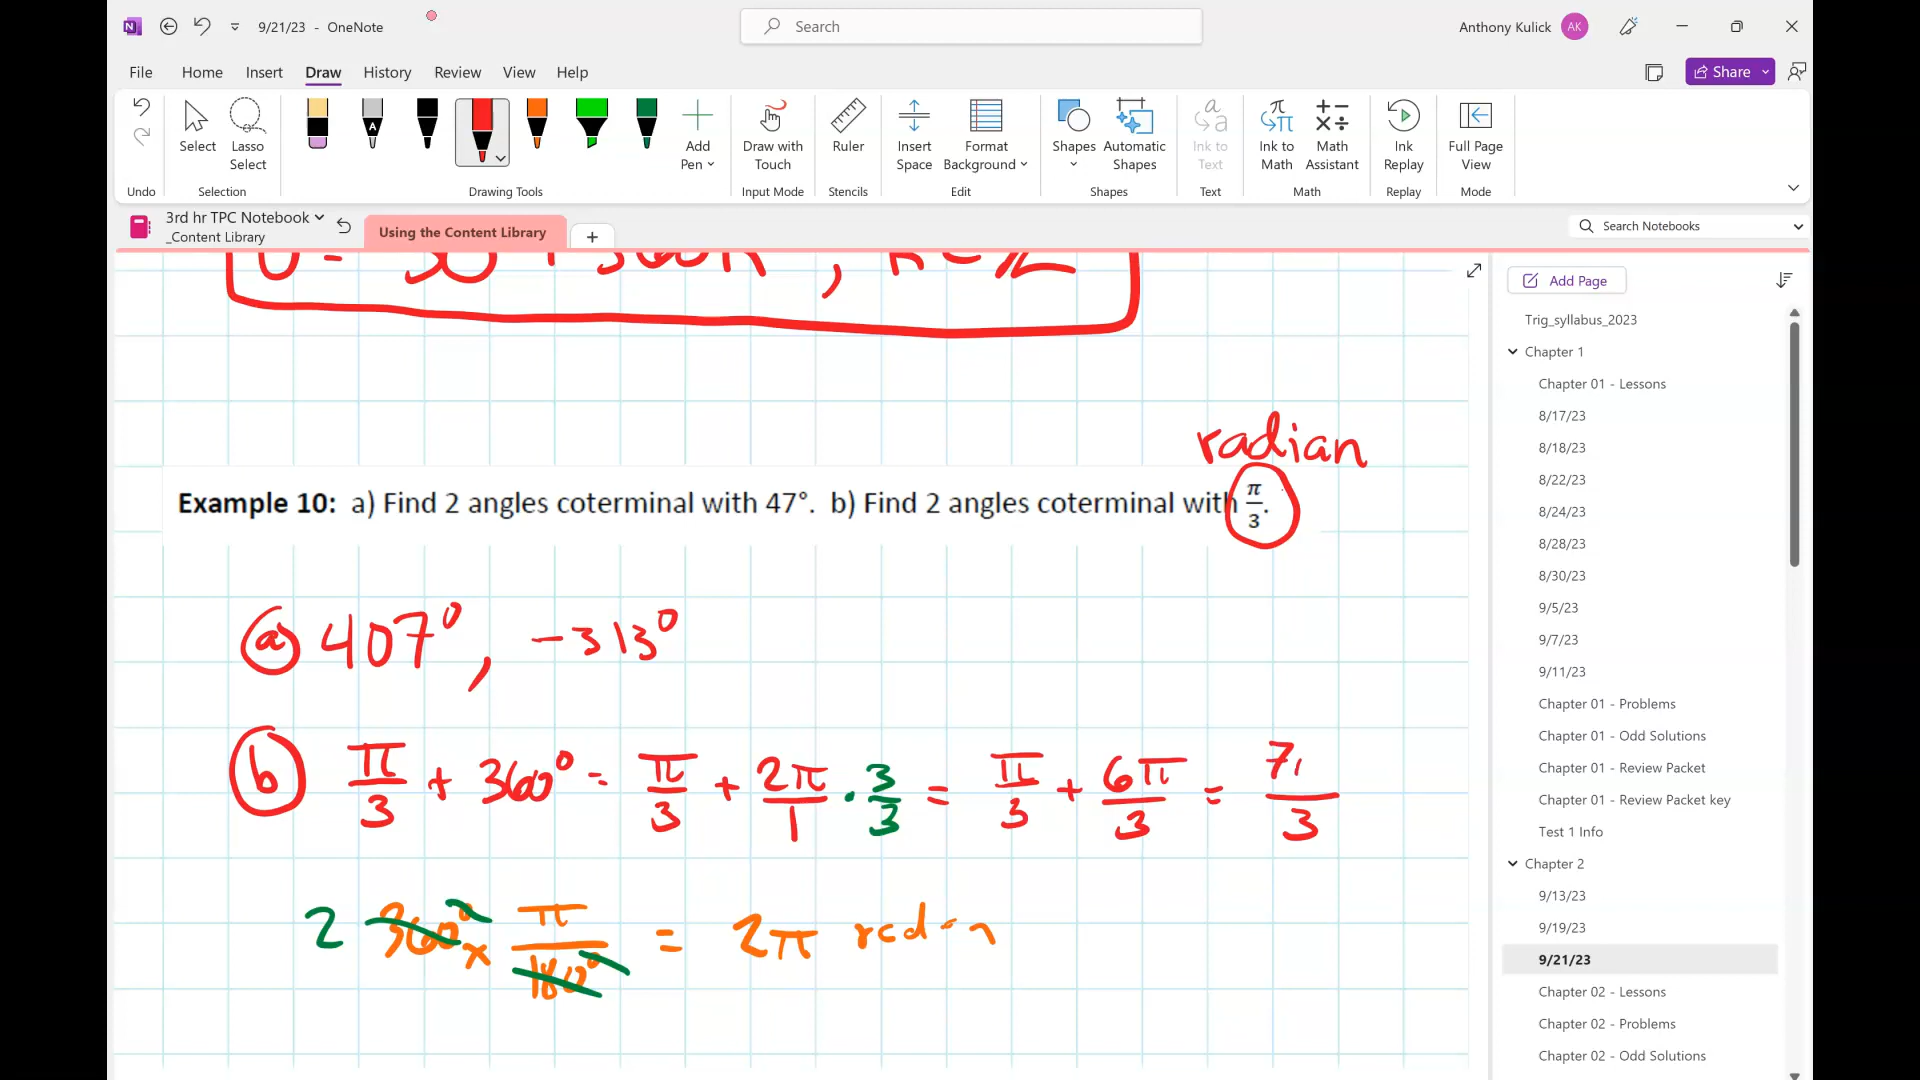 9/21/23 - OneNote
Search
Anthony Kulick AK
File Home Insert Draw History Review View Help
Share
Select
Lasso Select
A
Add Pen
Draw with Touch
Ruler
Insert Space
Format Background
Shapes
Automatic Shapes
Ink to Text
Ink to Math
Math Assistant
Ink Replay
Full Page View
Undo Selection Drawing Tools Input Mode Stencils Edit Shapes Text Math Replay Mode
3rd hr TPC Notebook
_Content Library
Using the Content Library
Search Notebooks
radian
Example 10: a) Find 2 angles coterminal with 47°. b) Find 2 angles coterminal with π/3.
a) 407°, -313°
b) π/3 + 360° = π/3 + 2π/1 · 3/3 = π/3 + 6π/3 = 7/3
2 360° x π/180° = 2π
Add Page
Trig_syllabus_2023
Chapter 1
Chapter 01 - Lessons
8/17/23
8/18/23
8/22/23
8/24/23
8/28/23
8/30/23
9/5/23
9/7/23
9/11/23
Chapter 01 - Problems
Chapter 01 - Odd Solutions
Chapter 01 - Review Packet
Chapter 01 - Review Packet key
Test 1 Info
Chapter 2
9/13/23
9/19/23
9/21/23
Chapter 02 - Lessons
Chapter 02 - Problems
Chapter 02 - Odd Solutions